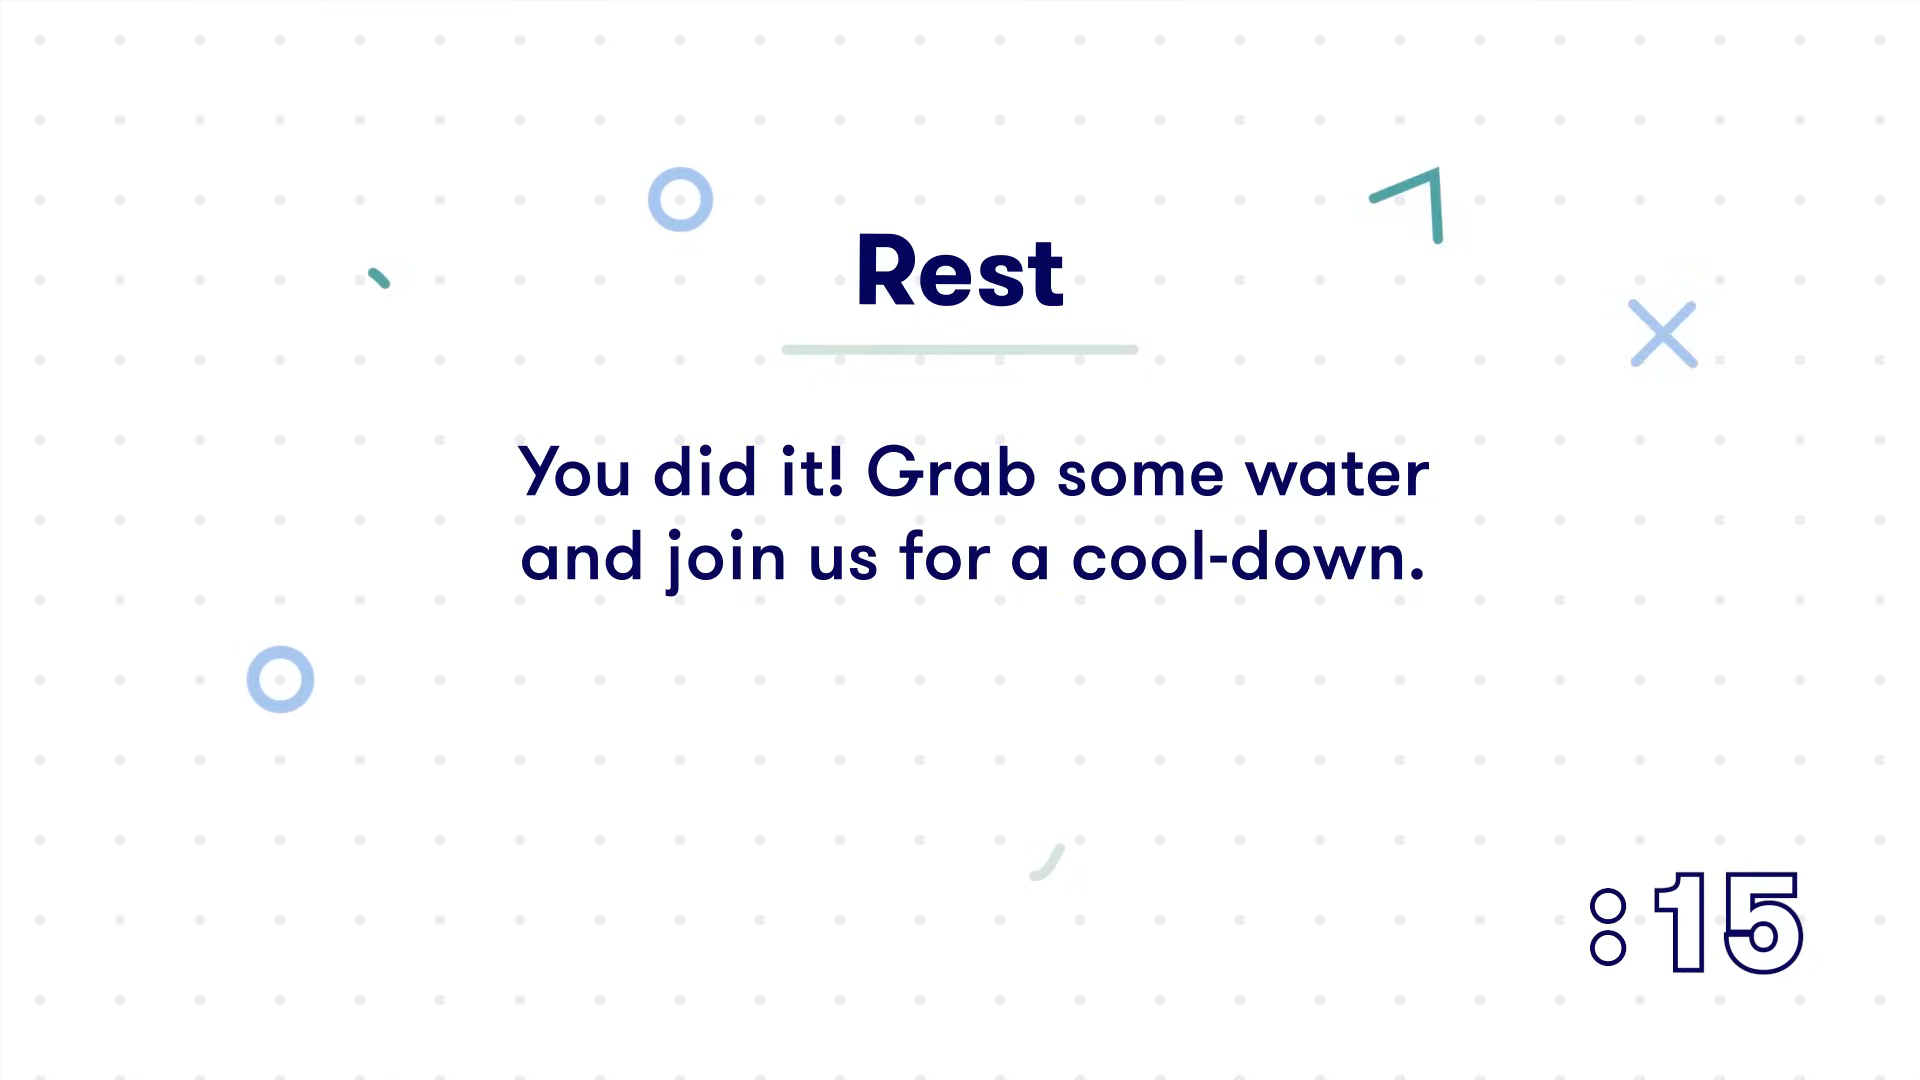 Rest
You did it! Grab some water
and join us for a cool-down.
:15